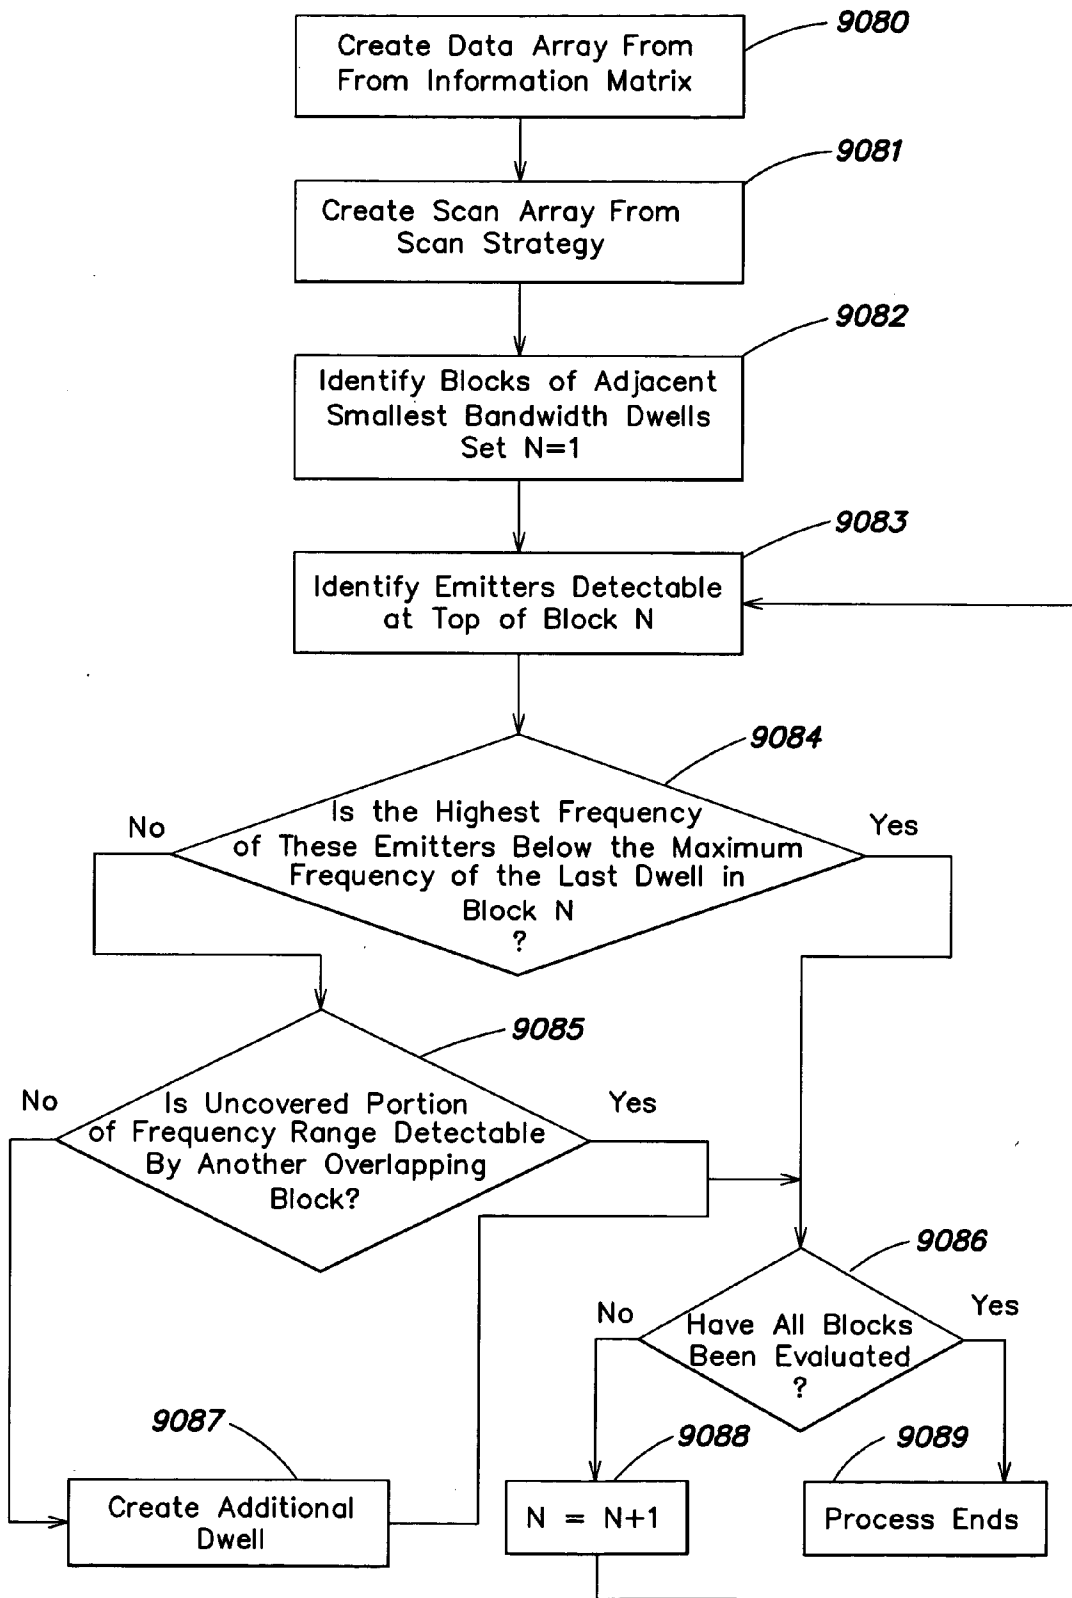 9080
Create Data Array From
From Information Matrix
9081
Create Scan Array From
Scan Strategy
9082
Identify Blocks of Adjacent
Smallest Bandwidth Dwells
Set N=1
9083
Identify Emitters Detectable
at Top of Block N
9084
No
Yes
Is the Highest Frequency
of These Emitters Below the Maximum
Frequency of the Last Dwell in
Block N
?
9085
No
Yes
Is Uncovered Portion
of Frequency Range Detectable
By Another Overlapping
Block?
9086
No
Yes
Have All Blocks
Been Evaluated
?
9087
Create Additional
Dwell
9088
N = N+1
9089
Process Ends